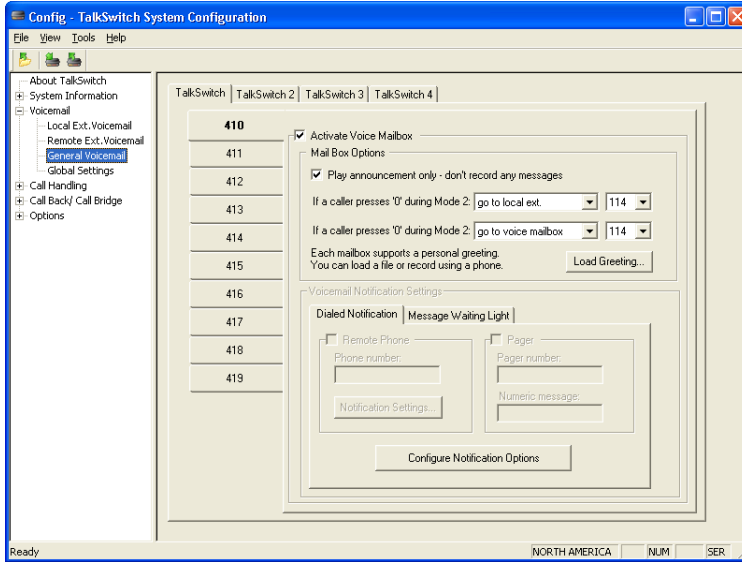 Config - TalkSwitch System Configuration
File View Tools Help
About TalkSwitch
System Information
Voicemail
Local Ext.Voicemail
Remote Ext.Voicemail
General Voicemail
Global Settings
Call Handling
Call Back/ Call Bridge
Options
TalkSwitch TalkSwitch 2 TalkSwitch 3 TalkSwitch 4
410
411
412
413
414
415
416
417
418
419
Activate Voice Mailbox
Mail Box Options
Play announcement only - don't record any messages
If a caller presses '0' during Mode 2: go to local ext. 114
If a caller presses '0' during Mode 2: go to voice mailbox 114
Each mailbox supports a personal greeting.
You can load a file or record using a phone.
Load Greeting...
Voicemail Notification Settings
Dialed Notification Message Waiting Light
Remote Phone
Phone number:
Notification Settings...
Pager
Pager number:
Numeric message:
Configure Notification Options
Ready NORTH AMERICA NUM SER